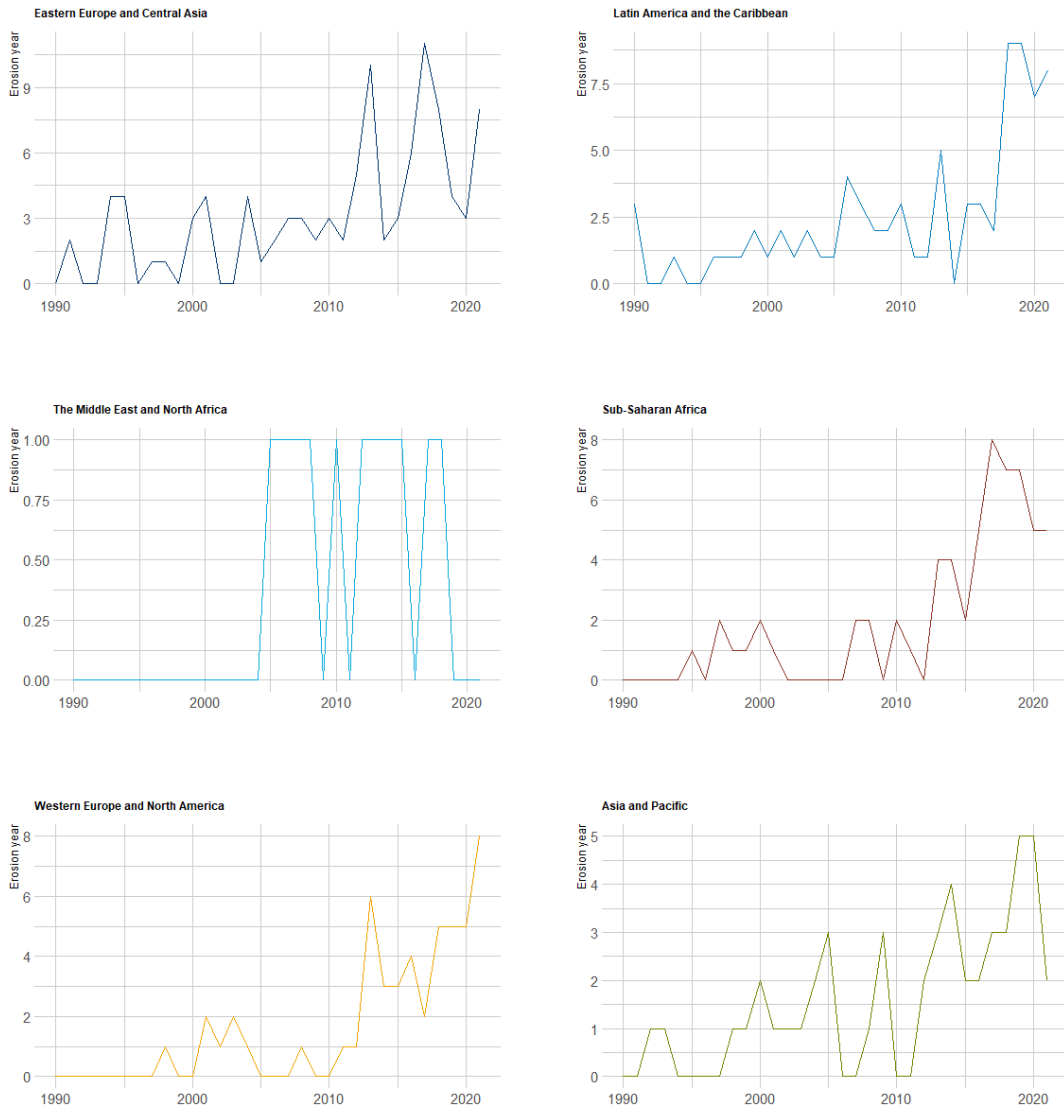 Eastern Europe and Central Asia
Erosion year
9
6
3
0
1990 2000 2010 2020
Latin America and the Caribbean
Erosion year
7.5
5.0
2.5
0.0
1990 2000 2010 2020
The Middle East and North Africa
Erosion year
1.00
0.75
0.50
0.25
0.00
1990 2000 2010 2020
Sub-Saharan Africa
Erosion year
8
6
4
2
0
1990 2000 2010 2020
Western Europe and North America
Erosion year
8
6
4
2
0
1990 2000 2010 2020
Asia and Pacific
Erosion year
5
4
3
2
1
0
1990 2000 2010 2020